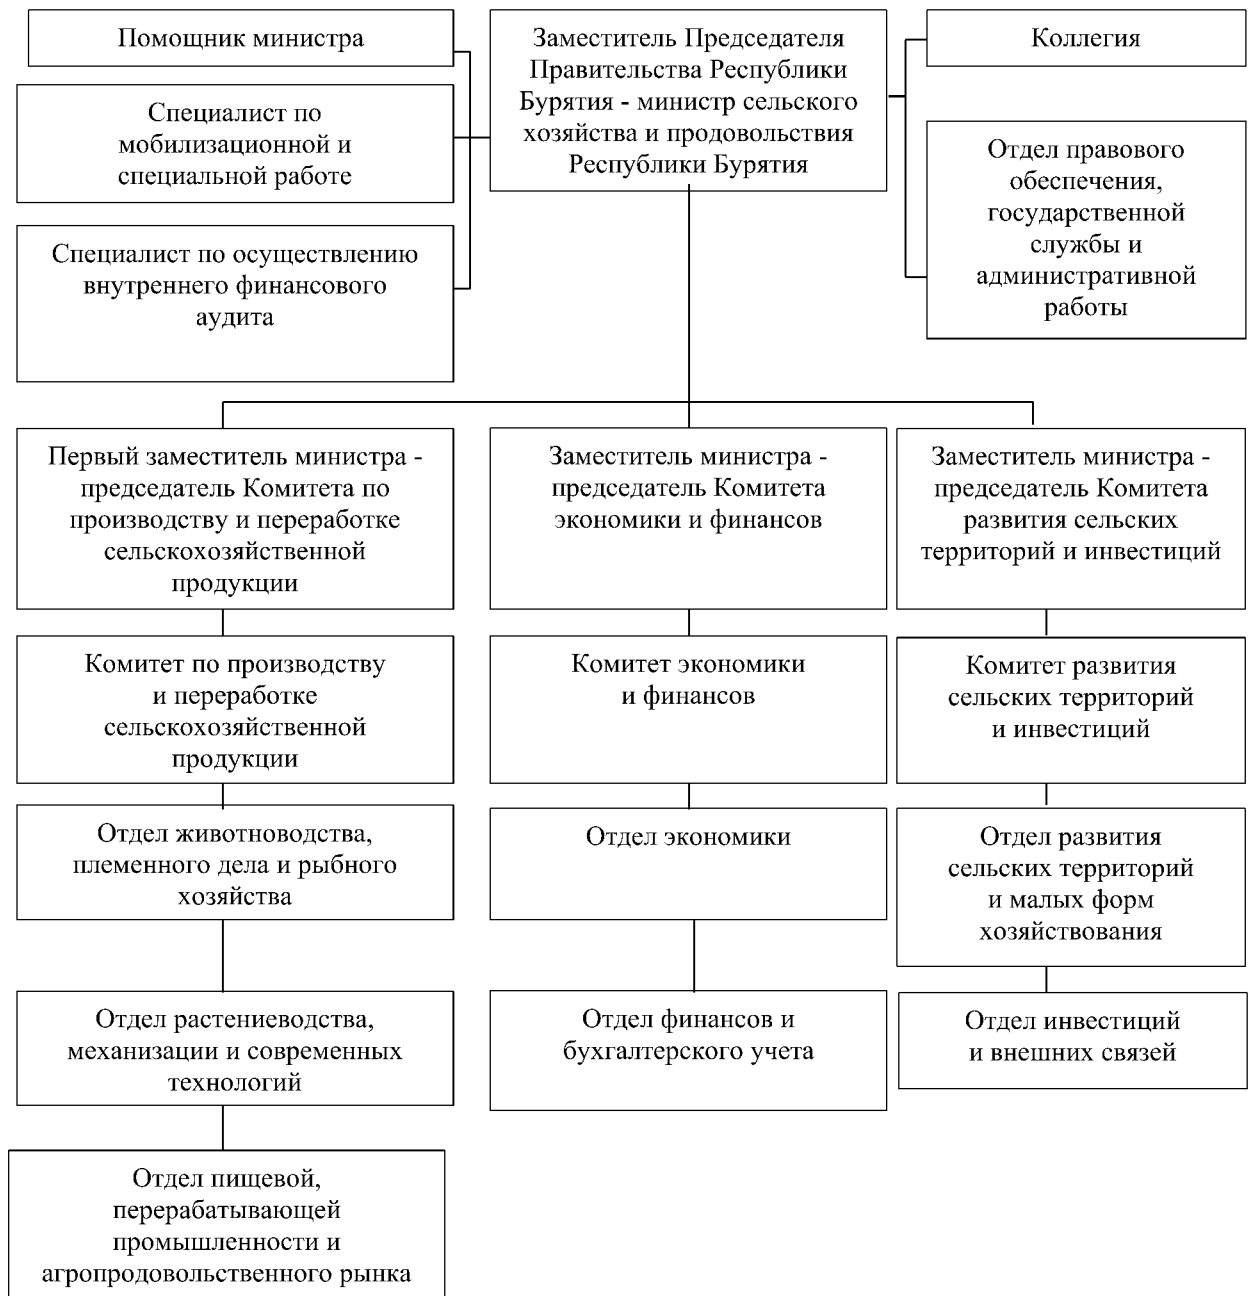 Помощник министра
Специалист по
мобилизационной и
специальной работе
Специалист по осуществлению
внутреннего финансового
аудита
Заместитель Председателя
Правительства Республики
Бурятия - министр сельского
хозяйства и продовольствия
Республики Бурятия
Коллегия
Отдел правового
обеспечения,
государственной
службы и
административной
работы
Первый заместитель министра -
председатель Комитета по
производству и переработке
сельскохозяйственной
продукции
Заместитель министра -
председатель Комитета
экономики и финансов
Заместитель министра -
председатель Комитета
развития сельских
территорий и инвестиций
Комитет по производству
и переработке
сельскохозяйственной
продукции
Комитет экономики
и финансов
Комитет развития
сельских территорий
и инвестиций
Отдел животноводства,
племенного дела и рыбного
хозяйства
Отдел экономики
Отдел развития
сельских территорий
и малых форм
хозяйствования
Отдел растениеводства,
механизации и современных
технологий
Отдел финансов и
бухгалтерского учета
Отдел инвестиций
и внешних связей
Отдел пищевой,
перерабатывающей
промышленности и
агропродовольственного рынка